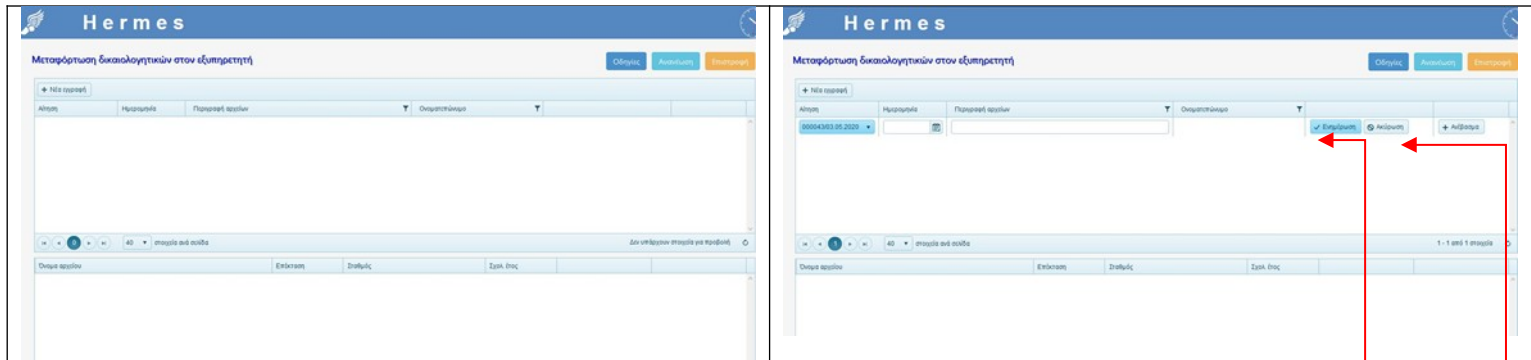 Hermes
Μεταφόρτωση δικαιολογητικών στον εξυπηρετητή
Οδηγίες Ανανέωση Επιστροφή
+ Νέα εγγραφή
Αίτηση Ημερομηνία Περιγραφή αρχείων Ονοματεπώνυμο
0 40 στοιχεία ανά σελίδα Δεν υπάρχουν στοιχεία για προβολή
Όνομα αρχείου Επέκταση Σταθμός Σχολ. έτος
Hermes
Μεταφόρτωση δικαιολογητικών στον εξυπηρετητή
Οδηγίες Ανανέωση Επιστροφή
+ Νέα εγγραφή
Αίτηση Ημερομηνία Περιγραφή αρχείων Ονοματεπώνυμο
000043/03.05.2020 Ενημέρωση Ακύρωση + Ανέβασμα
1 40 στοιχεία ανά σελίδα 1 - 1 από 1 στοιχεία
Όνομα αρχείου Επέκταση Σταθμός Σχολ. έτος